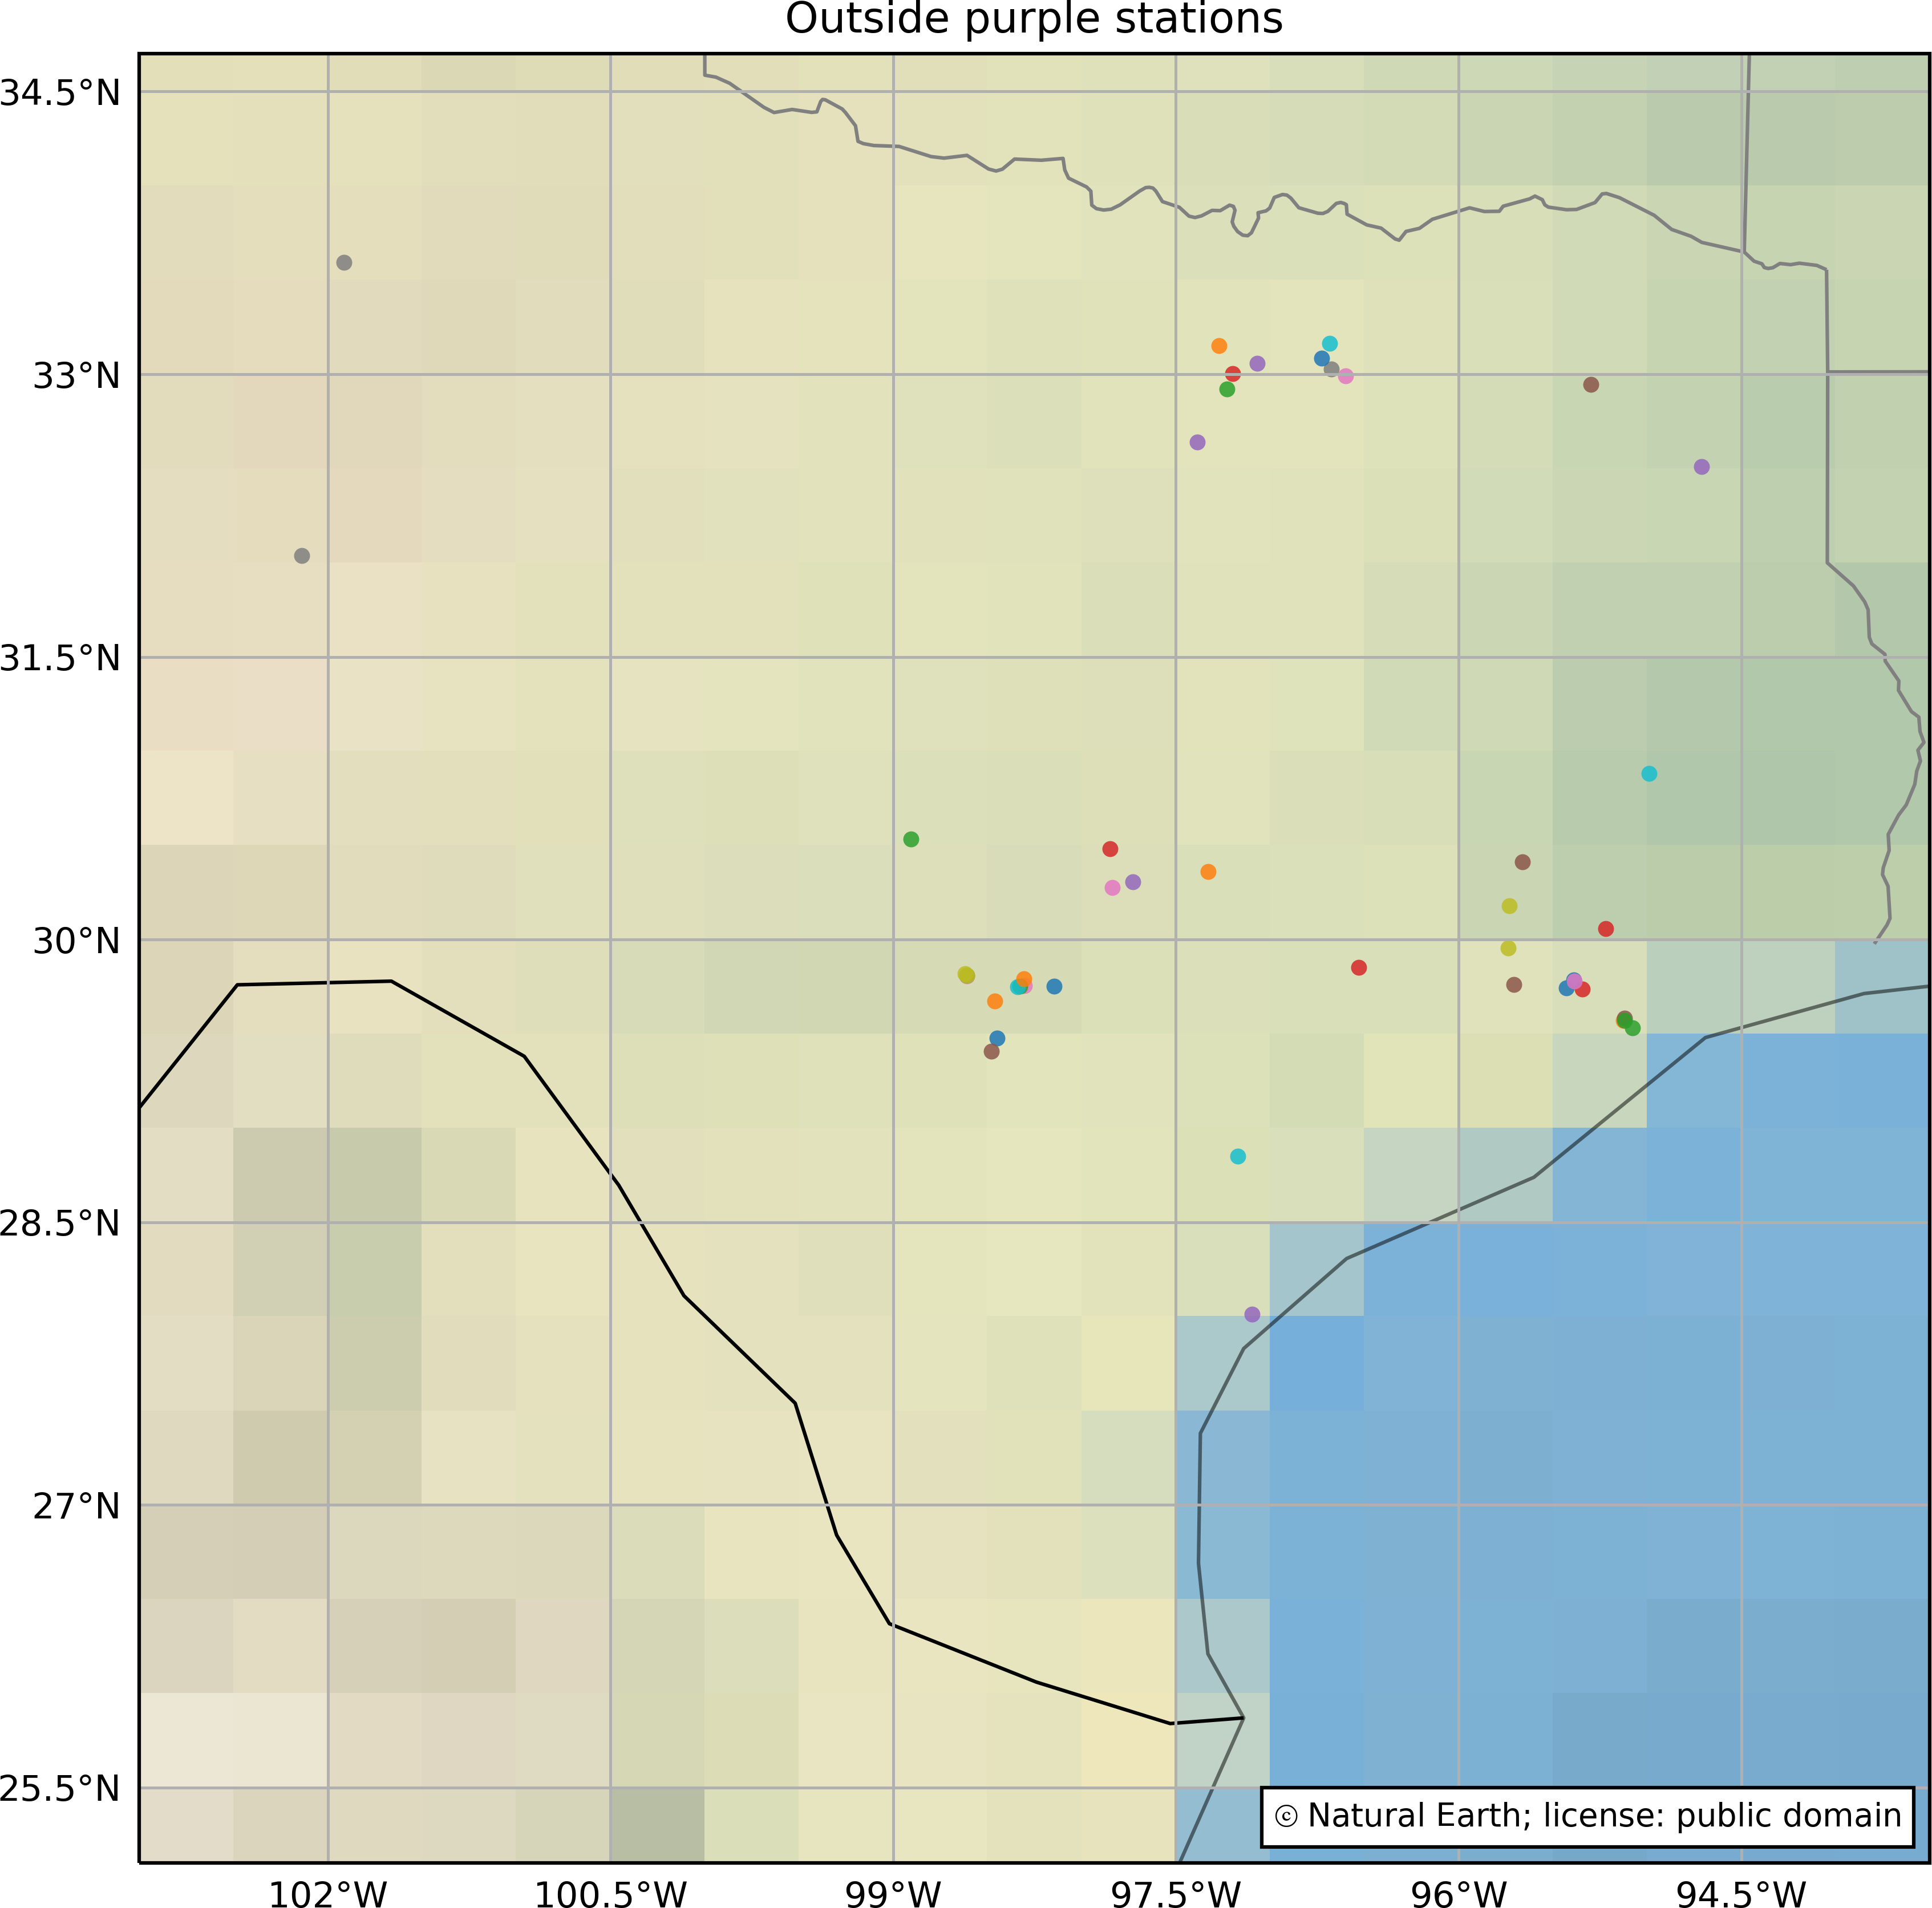 Outside purple stations
34.5°N
33°N
31.5°N
30°N
28.5°N
27°N
25.5°N
© Natural Earth; license: public domain
102°W 100.5°W 99°W 97.5°W 96°W 94.5°W